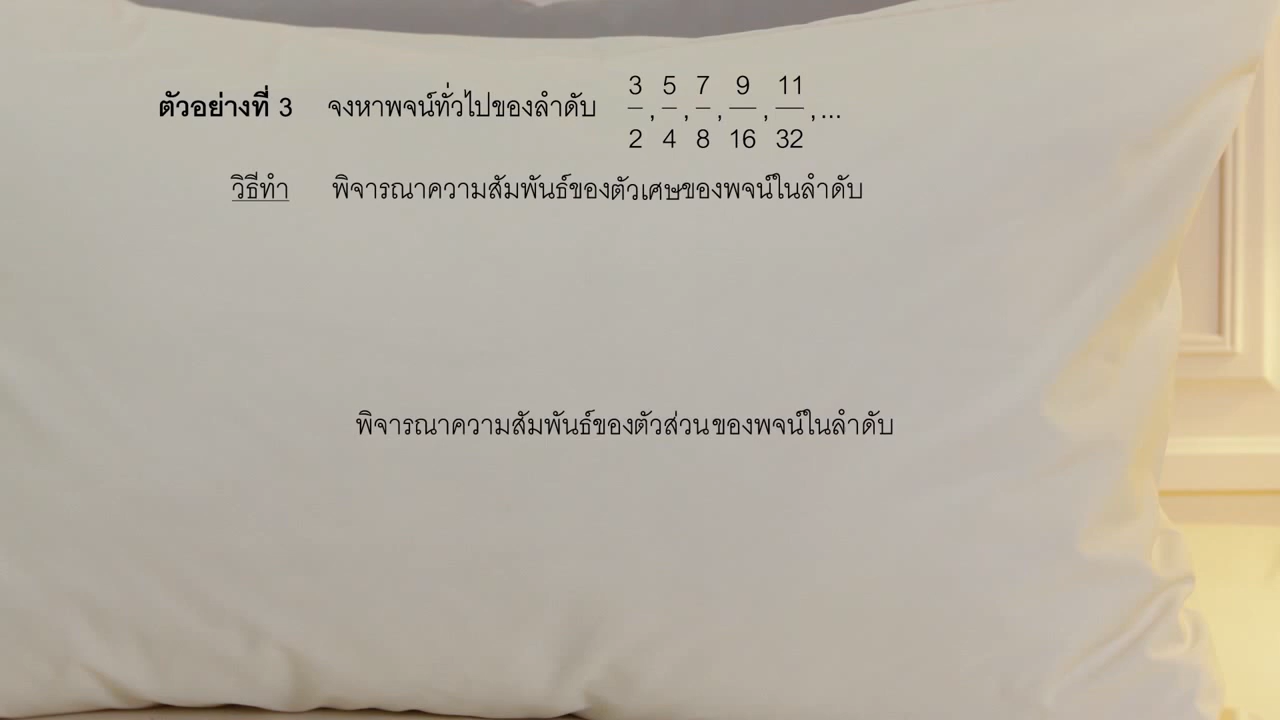 ตัวอย่างที่ 3 จงหาพจน์ทั่วไปของลำดับ 3/2, 5/4, 7/8, 9/16, 11/32, ...
วิธีทำ พิจารณาความสัมพันธ์ของตัวเศษของพจน์ในลำดับ
พิจารณาความสัมพันธ์ของตัวส่วนของพจน์ในลำดับ